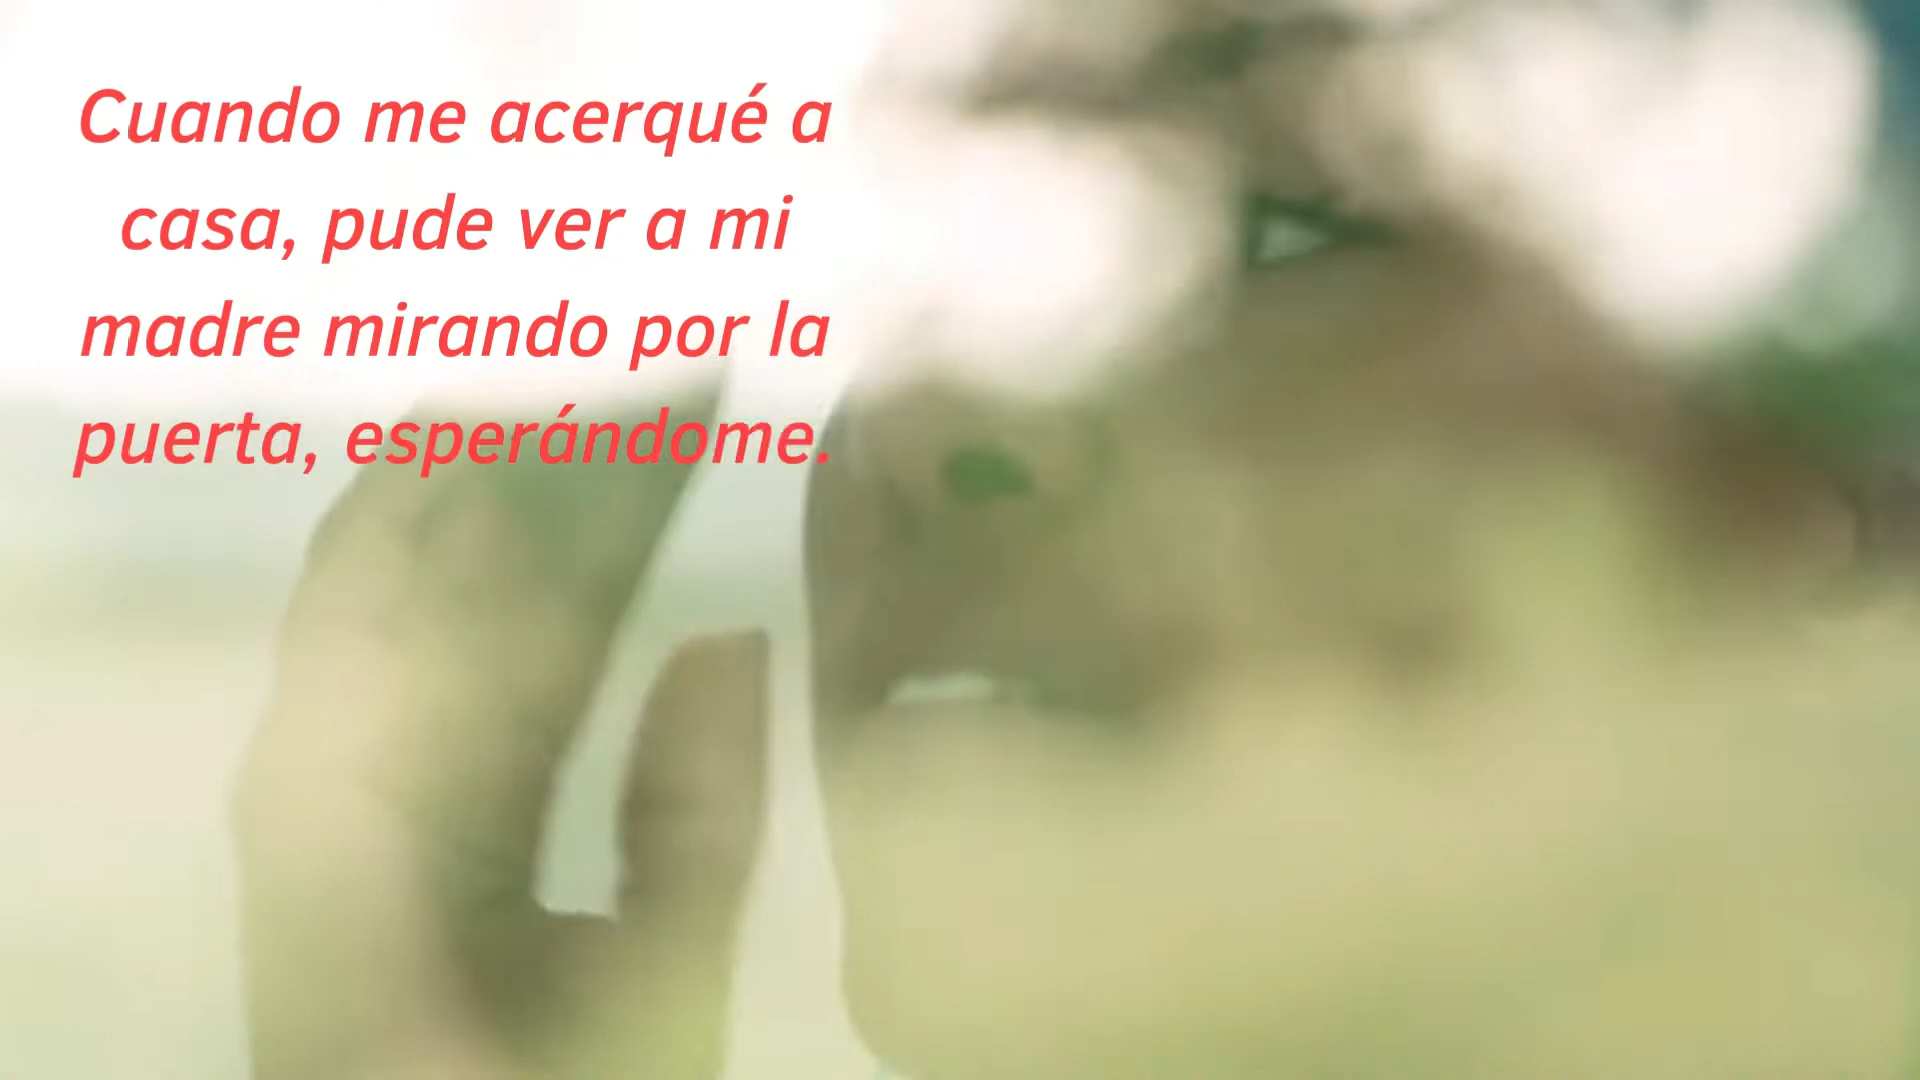 Cuando me acerqué a
casa, pude ver a mi
madre mirando por la
puerta, esperándome.